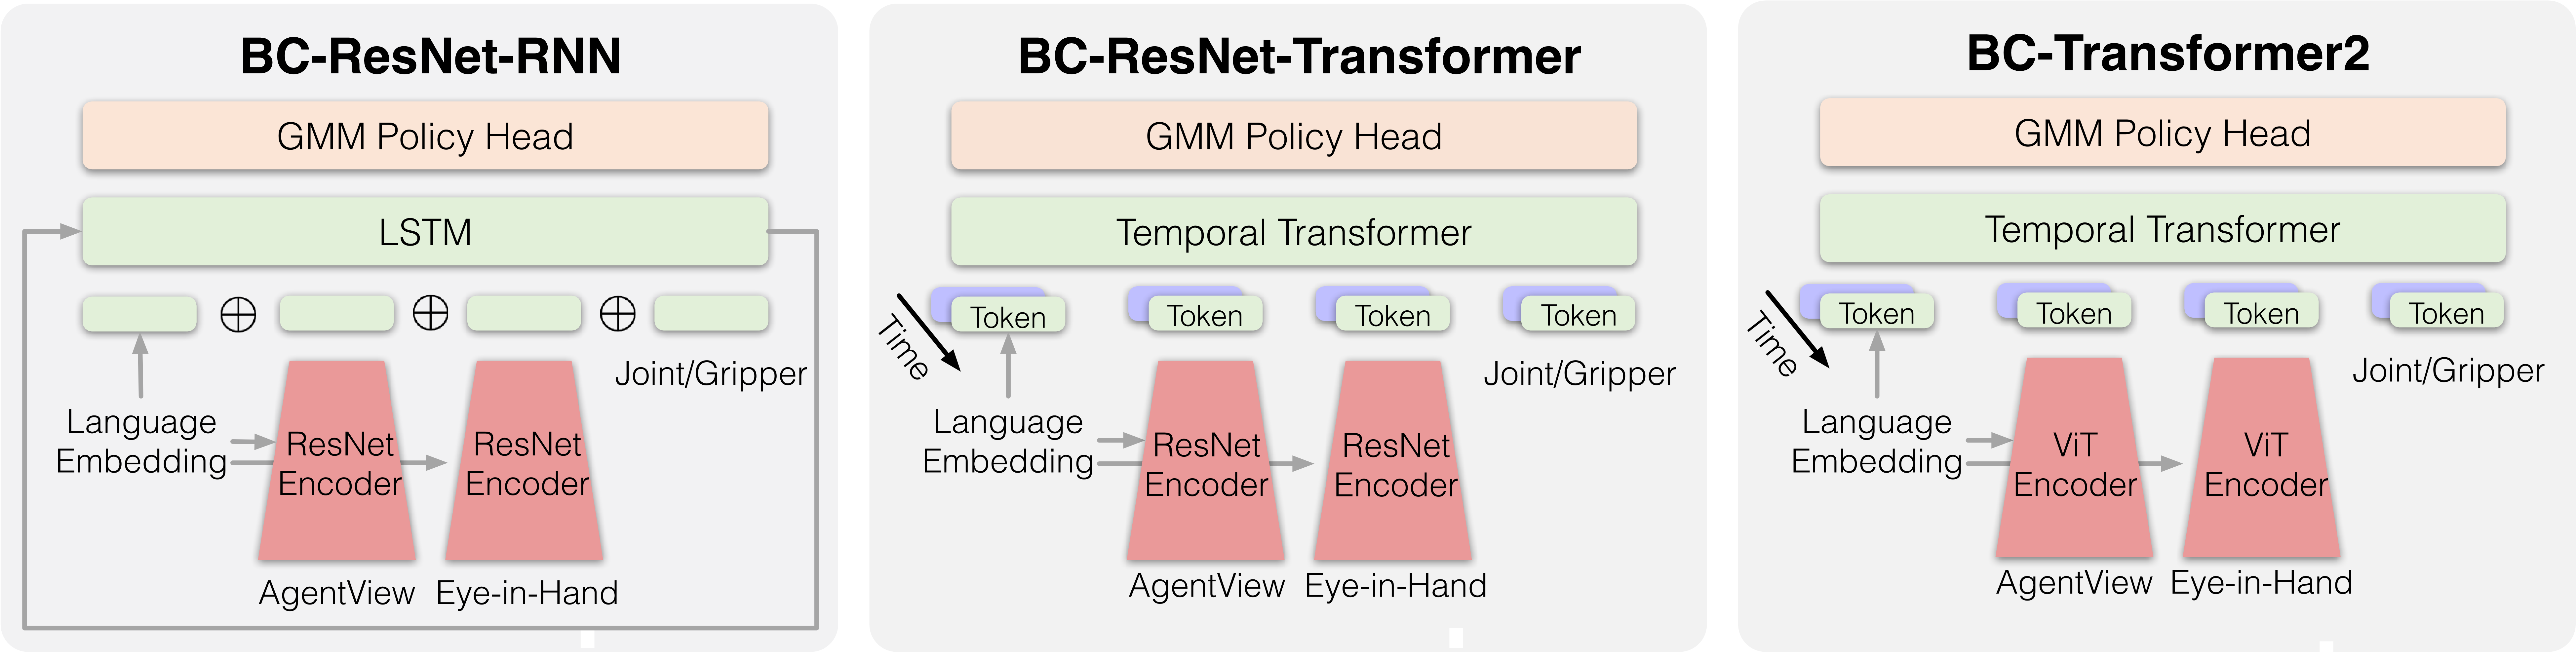 BC-ResNet-RNN
GMM Policy Head
LSTM
Language
Embedding
ResNet
Encoder
ResNet
Encoder
Joint/Gripper
AgentView
Eye-in-Hand
BC-ResNet-Transformer
GMM Policy Head
Temporal Transformer
Time
Token
Token
Token
Token
Language
Embedding
ResNet
Encoder
ResNet
Encoder
Joint/Gripper
AgentView
Eye-in-Hand
BC-Transformer2
GMM Policy Head
Temporal Transformer
Time
Token
Token
Token
Token
Language
Embedding
ViT
Encoder
ViT
Encoder
Joint/Gripper
AgentView
Eye-in-Hand